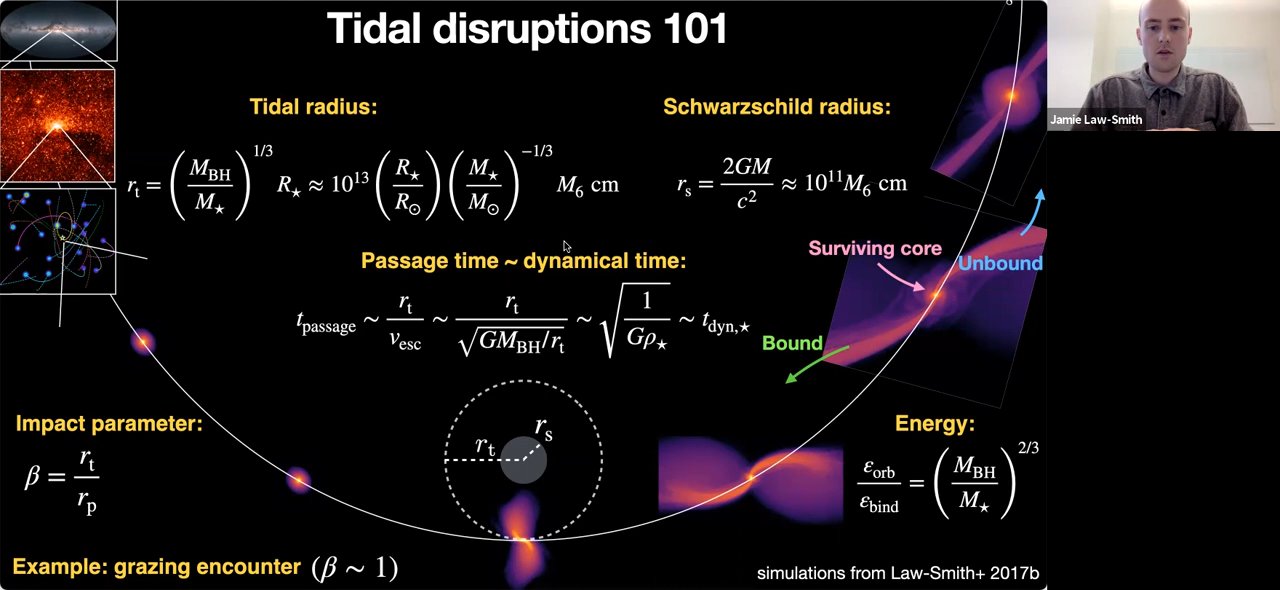 Tidal disruptions 101
Tidal radius:
r_t = (M_BH / M_★)^{1/3} R_★ ≈ 10^{13} (R_★ / R_⊙) (M_★ / M_⊙)^{-1/3} M_6 cm
Schwarzschild radius:
r_s = 2GM / c^2 ≈ 10^{11} M_6 cm
Passage time ~ dynamical time:
t_passage ~ r_t / v_esc ~ r_t / √(GM_BH/r_t) ~ √(1 / Gρ_★) ~ t_dyn,★
Surviving core
Unbound
Bound
Impact parameter:
β = r_t / r_p
r_t
r_s
Energy:
ε_orb / ε_bind = (M_BH / M_★)^{2/3}
Example: grazing encounter (β ~ 1)
simulations from Law-Smith+ 2017b
Jamie Law-Smith